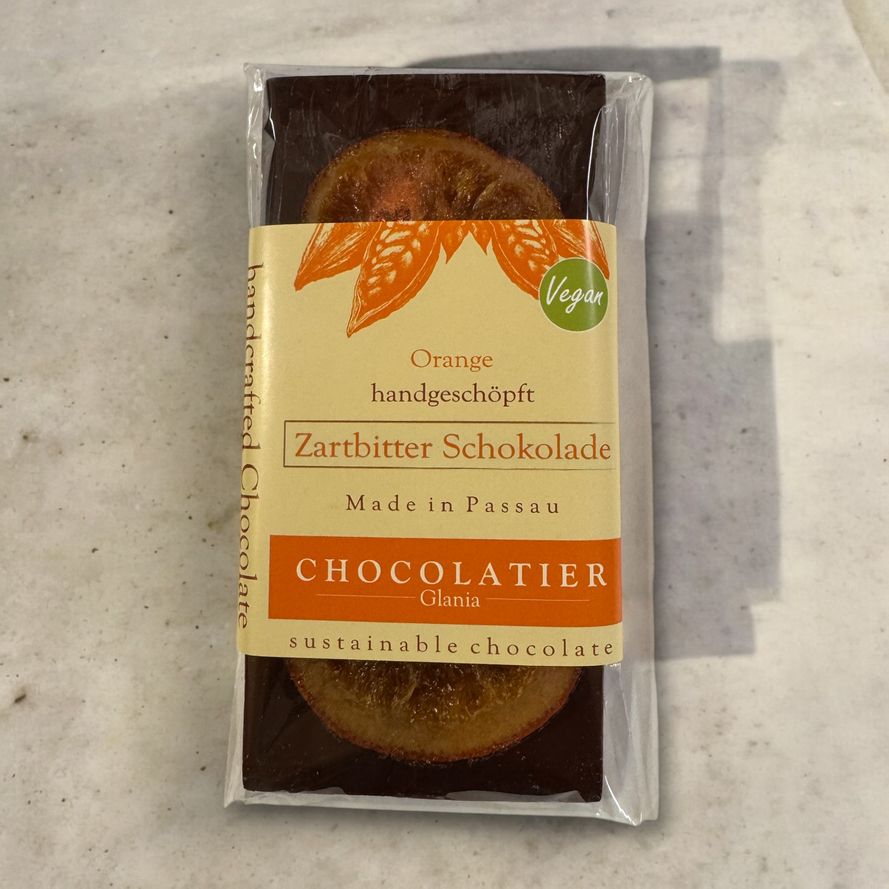 Vegan
Orange
handgeschöpft
Zartbitter Schokolade
Made in Passau
CHOCOLATIER
Glania
sustainable chocolate
handcrafted Chocolate